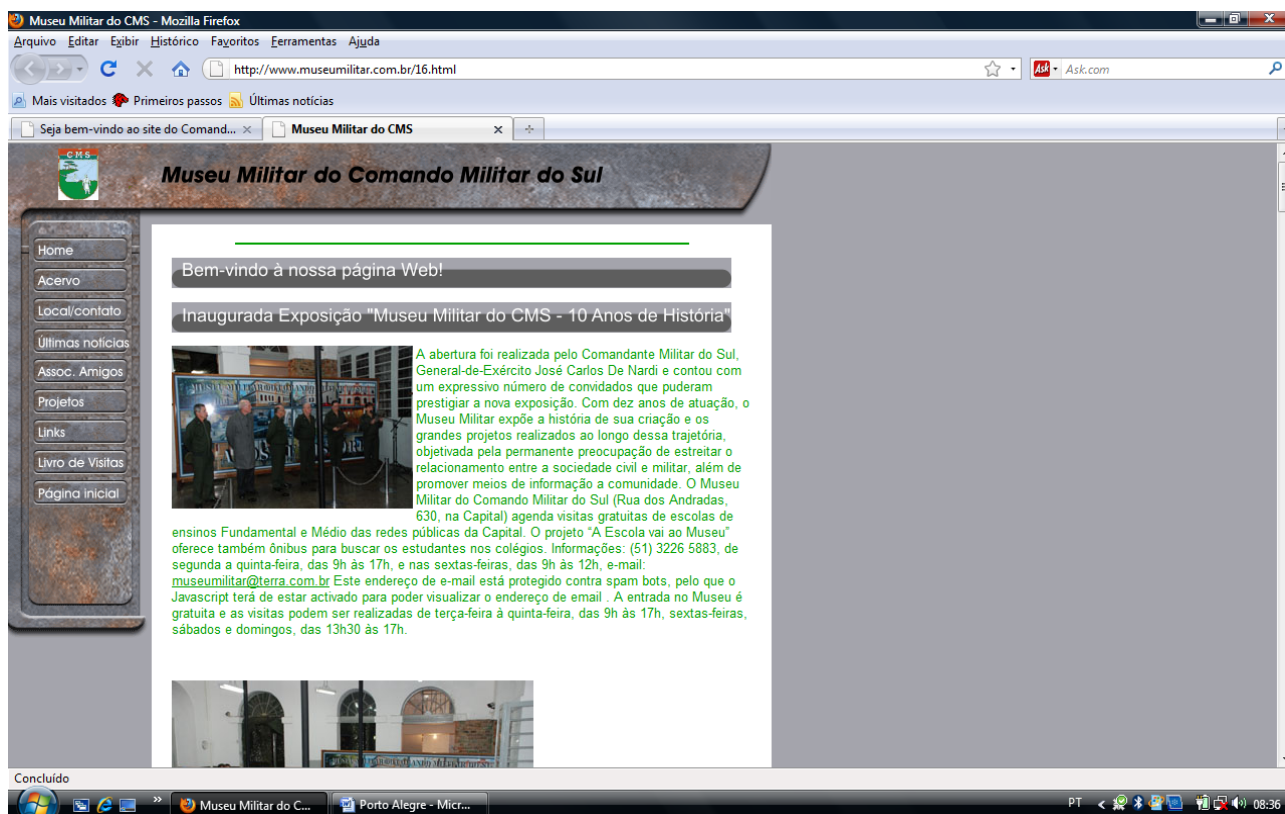 Museu Militar do CMS - Mozilla Firefox
Arquivo Editar Exibir Histórico Favoritos Ferramentas Ajuda
http://www.museumilitar.com.br/16.html
Ask Ask.com
Mais visitados Primeiros passos Últimas notícias
Seja bem-vindo ao site do Comand... Museu Militar do CMS
CMS
Museu Militar do Comando Militar do Sul
Home
Acervo
Local/contato
Últimas notícias
Assoc. Amigos
Projetos
Links
Livro de Visitas
Página inicial
Bem-vindo à nossa página Web!
Inaugurada Exposição "Museu Militar do CMS - 10 Anos de História"
A abertura foi realizada pelo Comandante Militar do Sul,
General-de-Exército José Carlos De Nardi e contou com
um expressivo número de convidados que puderam
prestigiar a nova exposição. Com dez anos de atuação, o
Museu Militar expõe a história de sua criação e os
grandes projetos realizados ao longo dessa trajetória,
objetivada pela permanente preocupação de estreitar o
relacionamento entre a sociedade civil e militar, além de
promover meios de informação a comunidade. O Museu
Militar do Comando Militar do Sul (Rua dos Andradas,
630, na Capital) agenda visitas gratuitas de escolas de
ensinos Fundamental e Médio das redes públicas da Capital. O projeto “A Escola vai ao Museu”
oferece também ônibus para buscar os estudantes nos colégios. Informações: (51) 3226 5883, de
segunda a quinta-feira, das 9h às 17h, e nas sextas-feiras, das 9h às 12h, e-mail:
museumilitar@terra.com.br Este endereço de e-mail está protegido contra spam bots, pelo que o
Javascript terá de estar activado para poder visualizar o endereço de email . A entrada no Museu é
gratuita e as visitas podem ser realizadas de terça-feira à quinta-feira, das 9h às 17h, sextas-feiras,
sábados e domingos, das 13h30 às 17h.
Concluído
Museu Militar do C... Porto Alegre - Micr... PT 08:36